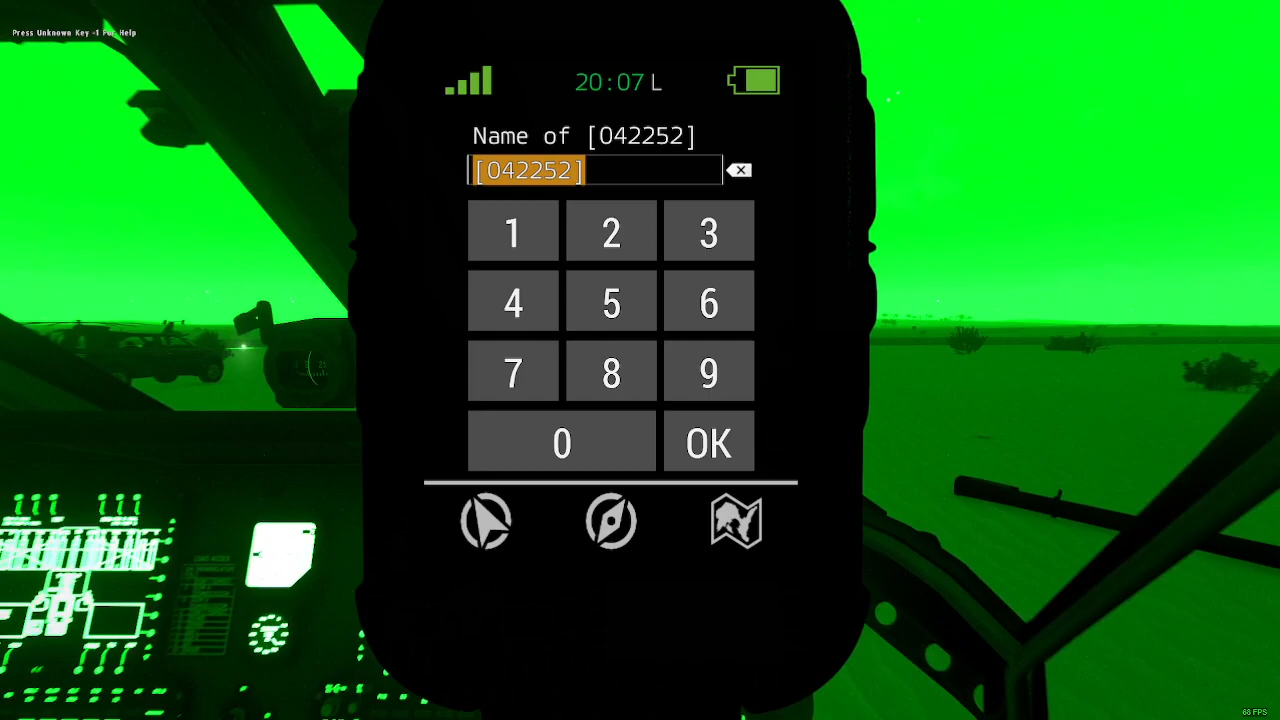 Press Unknown Key -1 For Help
20:07 L
Name of [042252]
[042252]
1 2 3
4 5 6
7 8 9
0 OK
68 FPS